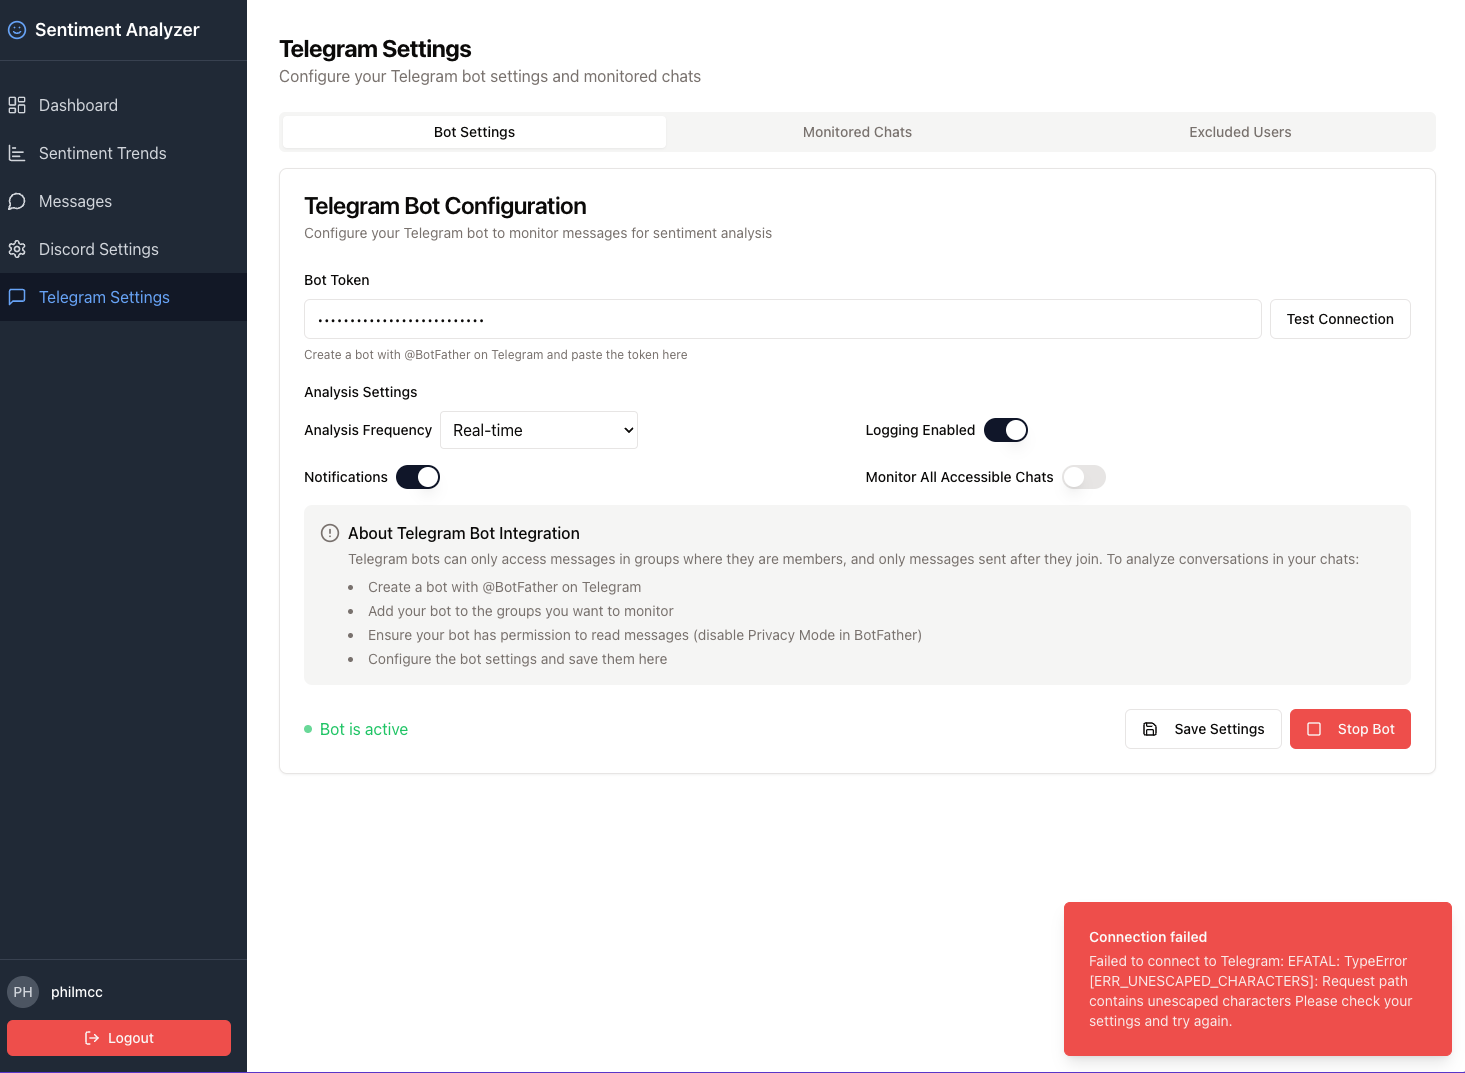 Sentiment Analyzer
Dashboard
Sentiment Trends
Messages
Discord Settings
Telegram Settings
PH
philmcc
Logout
Telegram Settings
Configure your Telegram bot settings and monitored chats
Bot Settings
Monitored Chats
Excluded Users
Telegram Bot Configuration
Configure your Telegram bot to monitor messages for sentiment analysis
Bot Token
••••••••••••••••••••••••••
Test Connection
Create a bot with @BotFather on Telegram and paste the token here
Analysis Settings
Analysis Frequency
Real-time
Logging Enabled
Notifications
Monitor All Accessible Chats
About Telegram Bot Integration
Telegram bots can only access messages in groups where they are members, and only messages sent after they join. To analyze conversations in your chats:
• Create a bot with @BotFather on Telegram
• Add your bot to the groups you want to monitor
• Ensure your bot has permission to read messages (disable Privacy Mode in BotFather)
• Configure the bot settings and save them here
Bot is active
Save Settings
Stop Bot
Connection failed
Failed to connect to Telegram: EFATAL: TypeError
[ERR_UNESCAPED_CHARACTERS]: Request path
contains unescaped characters Please check your
settings and try again.